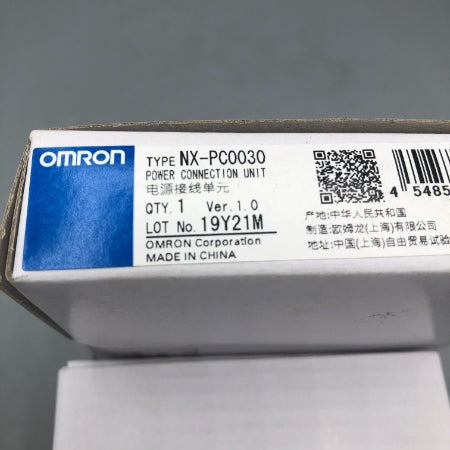 OMRON
TYPE NX-PC0030
POWER CONNECTION UNIT
电源接线单元
QTY. 1 Ver. 1.0
LOT No. 19Y21M
OMRON Corporation
MADE IN CHINA
4 5485
产地:中华人民共和国
制造:欧姆龙(上海)有限公司
地址:中国(上海)自由贸易试验